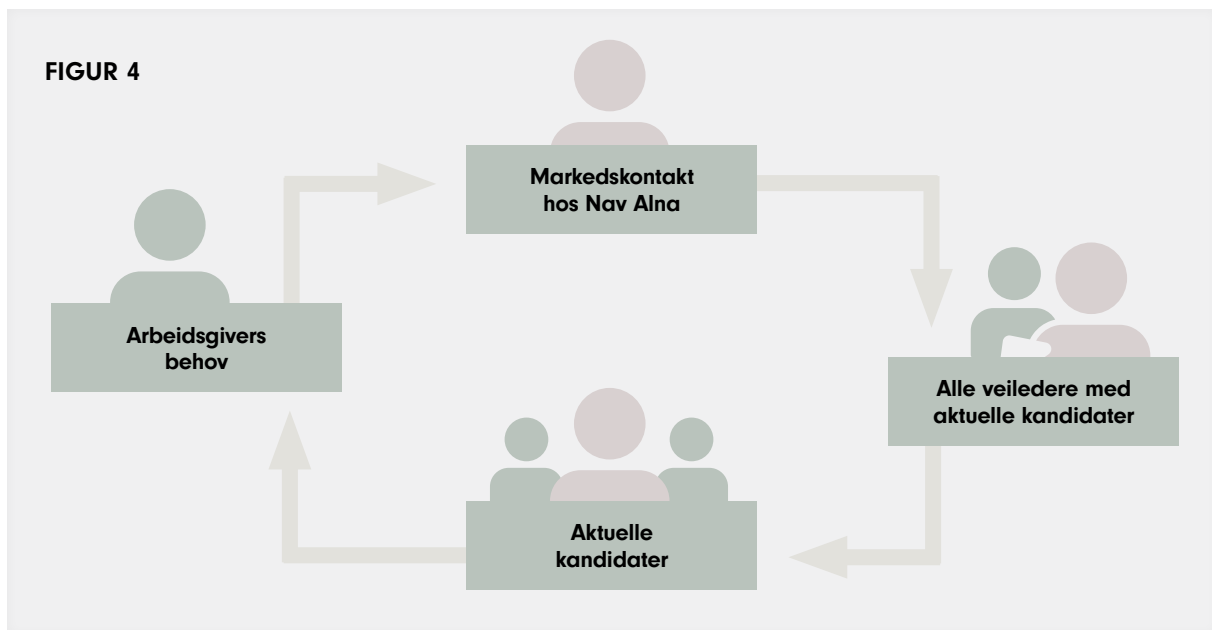 FIGUR 4
Markedskontakt
hos Nav Alna
Arbeidsgivers
behov
Alle veiledere med
aktuelle kandidater
Aktuelle
kandidater